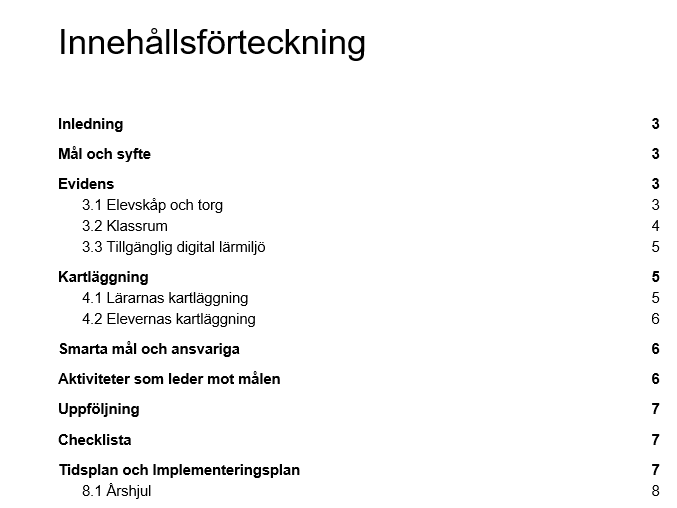 Innehållsförteckning
Inledning 3
Mål och syfte 3
Evidens 3
3.1 Elevskåp och torg 3
3.2 Klassrum 4
3.3 Tillgänglig digital lärmiljö 5
Kartläggning 5
4.1 Lärarnas kartläggning 5
4.2 Elevernas kartläggning 6
Smarta mål och ansvariga 6
Aktiviteter som leder mot målen 6
Uppföljning 7
Checklista 7
Tidsplan och Implementeringsplan 7
8.1 Årshjul 8